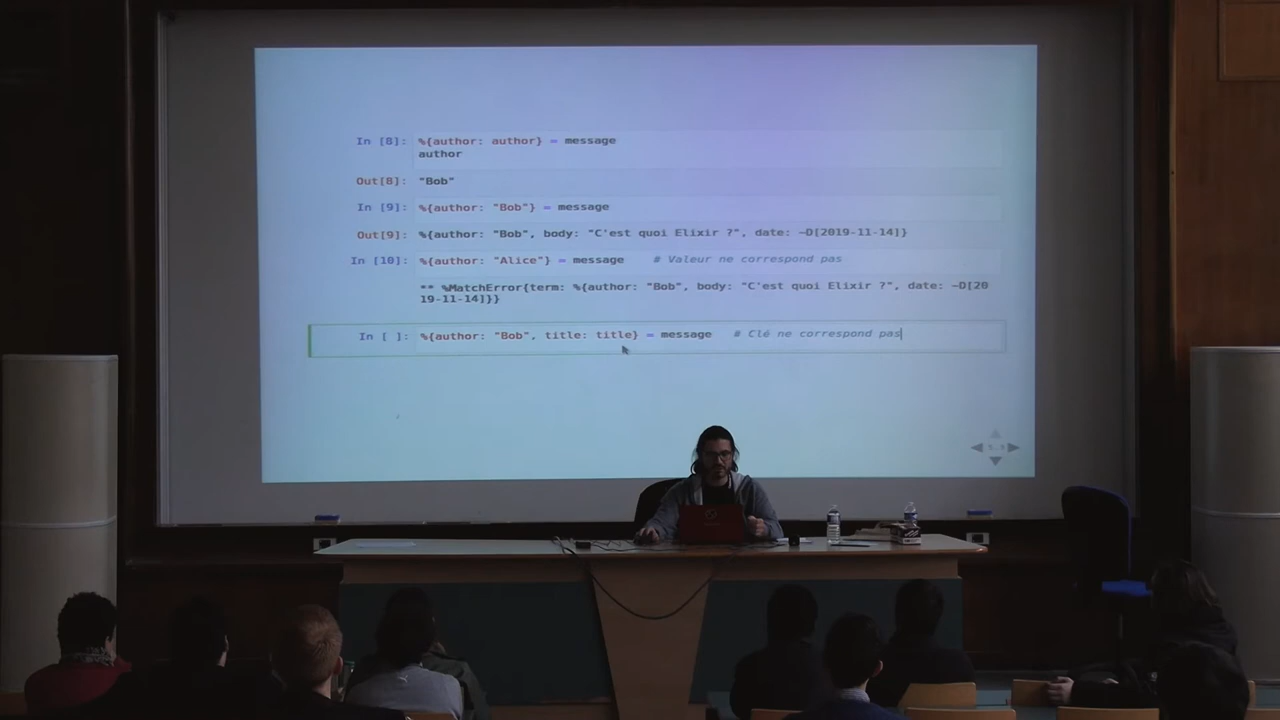 In [8]: %{author: author} = message
author
Out[8]: "Bob"
In [9]: %{author: "Bob"} = message
Out[9]: %{author: "Bob", body: "C'est quoi Elixir ?", date: ~D[2019-11-14]}
In [10]: %{author: "Alice"} = message # Valeur ne correspond pas
** %MatchError{term: %{author: "Bob", body: "C'est quoi Elixir ?", date: ~D[20
19-11-14]}}
In [ ]: %{author: "Bob", title: title} = message # Clé ne correspond pas